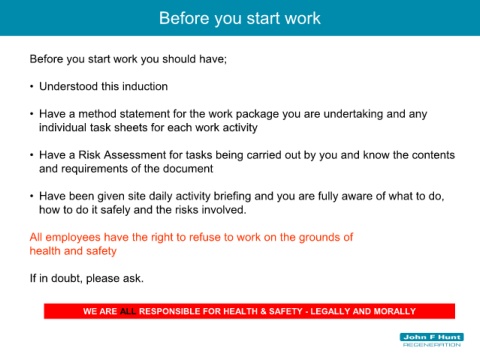 Before you start work
Before you start work you should have;
• Understood this induction
• Have a method statement for the work package you are undertaking and any
individual task sheets for each work activity
• Have a Risk Assessment for tasks being carried out by you and know the contents
and requirements of the document
• Have been given site daily activity briefing and you are fully aware of what to do,
how to do it safely and the risks involved.
All employees have the right to refuse to work on the grounds of
health and safety
If in doubt, please ask.
WE ARE ALL RESPONSIBLE FOR HEALTH & SAFETY - LEGALLY AND MORALLY
John F Hunt
REGENERATION